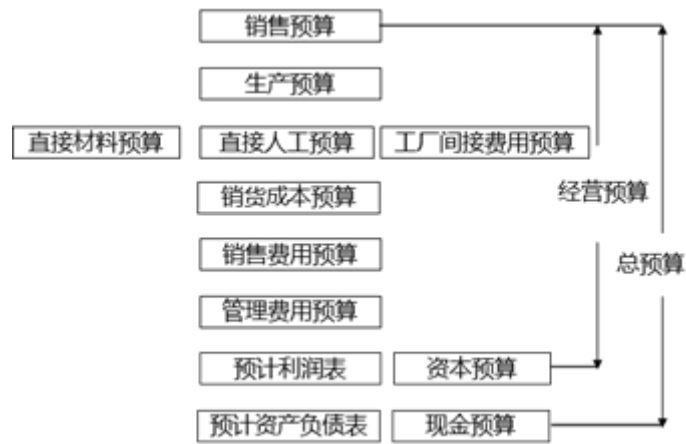 销售预算
生产预算
直接材料预算 直接人工预算 工厂间接费用预算
销货成本预算
经营预算
销售费用预算
总预算
管理费用预算
预计利润表 资本预算
预计资产负债表 现金预算